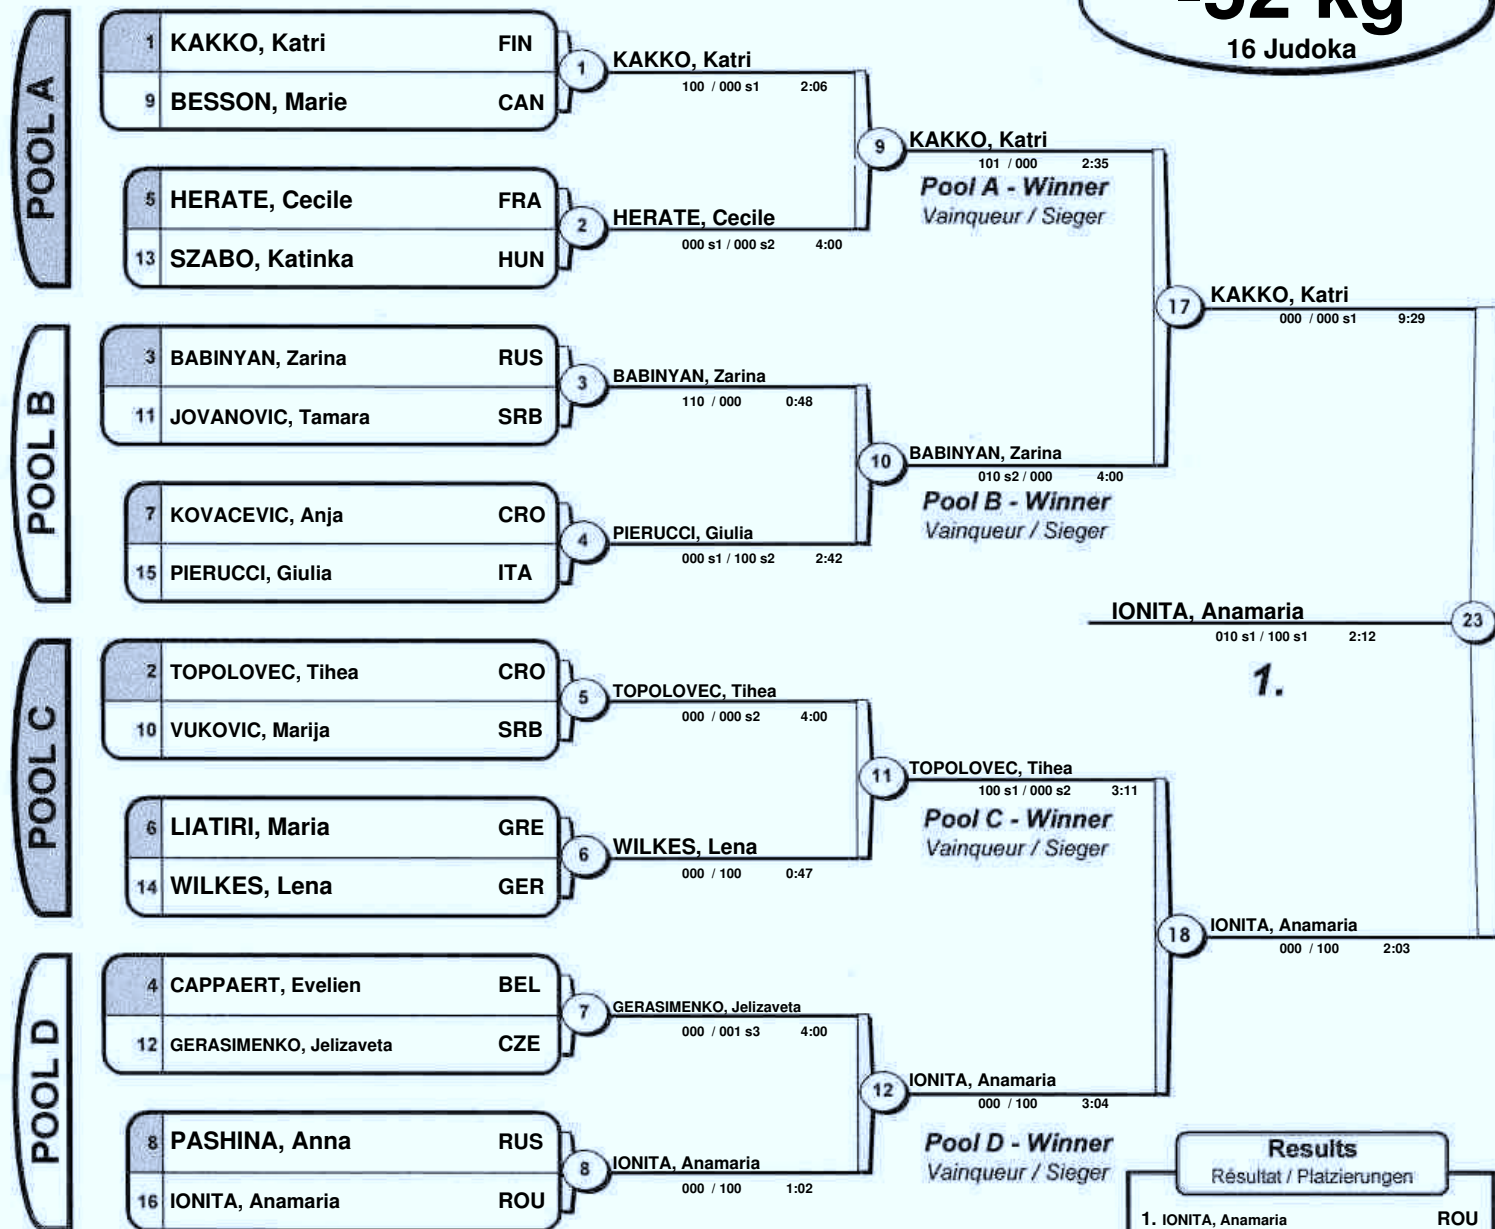 -52 kg
16 Judoka
POOL A
1 KAKKO, Katri FIN
9 BESSON, Marie CAN
5 HERATE, Cecile FRA
13 SZABO, Katinka HUN
1 KAKKO, Katri
100 / 000 s1 2:06
2 HERATE, Cecile
000 s1 / 000 s2 4:00
9 KAKKO, Katri
101 / 000 2:35
Pool A - Winner
Vainqueur / Sieger
POOL B
3 BABINYAN, Zarina RUS
11 JOVANOVIC, Tamara SRB
7 KOVACEVIC, Anja CRO
15 PIERUCCI, Giulia ITA
3 BABINYAN, Zarina
110 / 000 0:48
4 PIERUCCI, Giulia
000 s1 / 100 s2 2:42
10 BABINYAN, Zarina
010 s2 / 000 4:00
Pool B - Winner
Vainqueur / Sieger
17 KAKKO, Katri
000 / 000 s1 9:29
IONITA, Anamaria 23
010 s1 / 100 s1 2:12
1.
POOL C
2 TOPOLOVEC, Tihea CRO
10 VUKOVIC, Marija SRB
6 LIATIRI, Maria GRE
14 WILKES, Lena GER
5 TOPOLOVEC, Tihea
000 / 000 s2 4:00
6 WILKES, Lena
000 / 100 0:47
11 TOPOLOVEC, Tihea
100 s1 / 000 s2 3:11
Pool C - Winner
Vainqueur / Sieger
POOL D
4 CAPPAERT, Evelien BEL
12 GERASIMENKO, Jelizaveta CZE
8 PASHINA, Anna RUS
16 IONITA, Anamaria ROU
7 GERASIMENKO, Jelizaveta
000 / 001 s3 4:00
8 IONITA, Anamaria
000 / 100 1:02
12 IONITA, Anamaria
000 / 100 3:04
Pool D - Winner
Vainqueur / Sieger
18 IONITA, Anamaria
000 / 100 2:03
Results
Résultat / Platzierungen
1. IONITA, Anamaria ROU